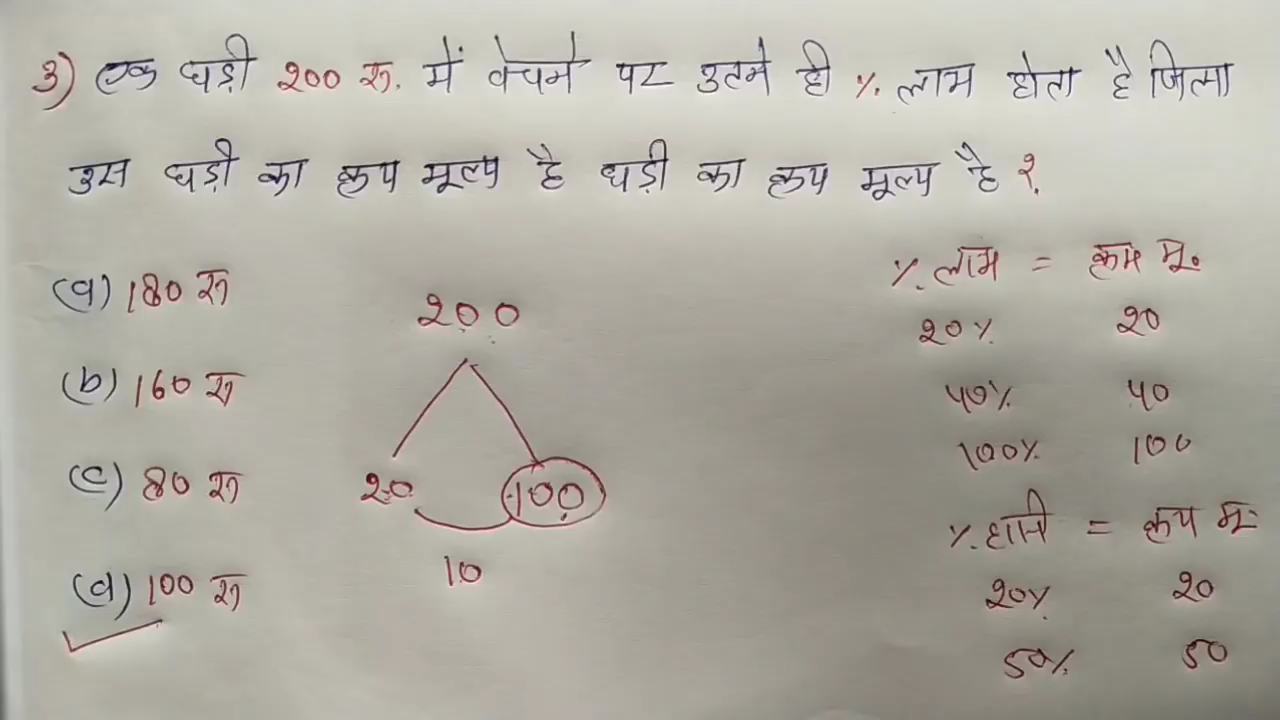 3) एक घड़ी 200 रु. में बेचने पर उतने ही % लाभ होता है जितना
उस घड़ी का क्रय मूल्य है घड़ी का क्रय मूल्य है ?
(a) 180 रु
(b) 160 रु
(c) 80 रु
(d) 100 रु
200
20 100
10
% लाभ = क्रय मू.
20% 20
40% 40
100% 100
% हानि = क्रय मू.
20% 20
50% 50